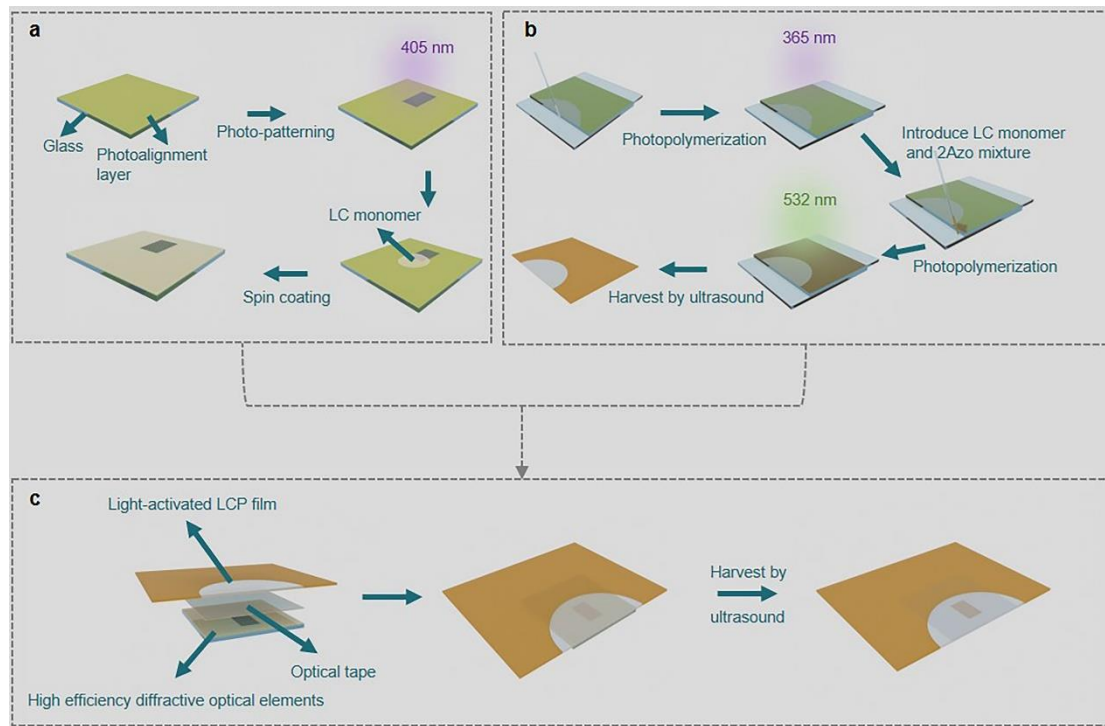 a
405 nm
Glass
Photoalignment
layer
Photo-patterning
LC monomer
Spin coating
b
365 nm
Photopolymerization
Introduce LC monomer
and 2Azo mixture
532 nm
Photopolymerization
Harvest by ultrasound
c
Light-activated LCP film
Optical tape
High efficiency diffractive optical elements
Harvest by
ultrasound